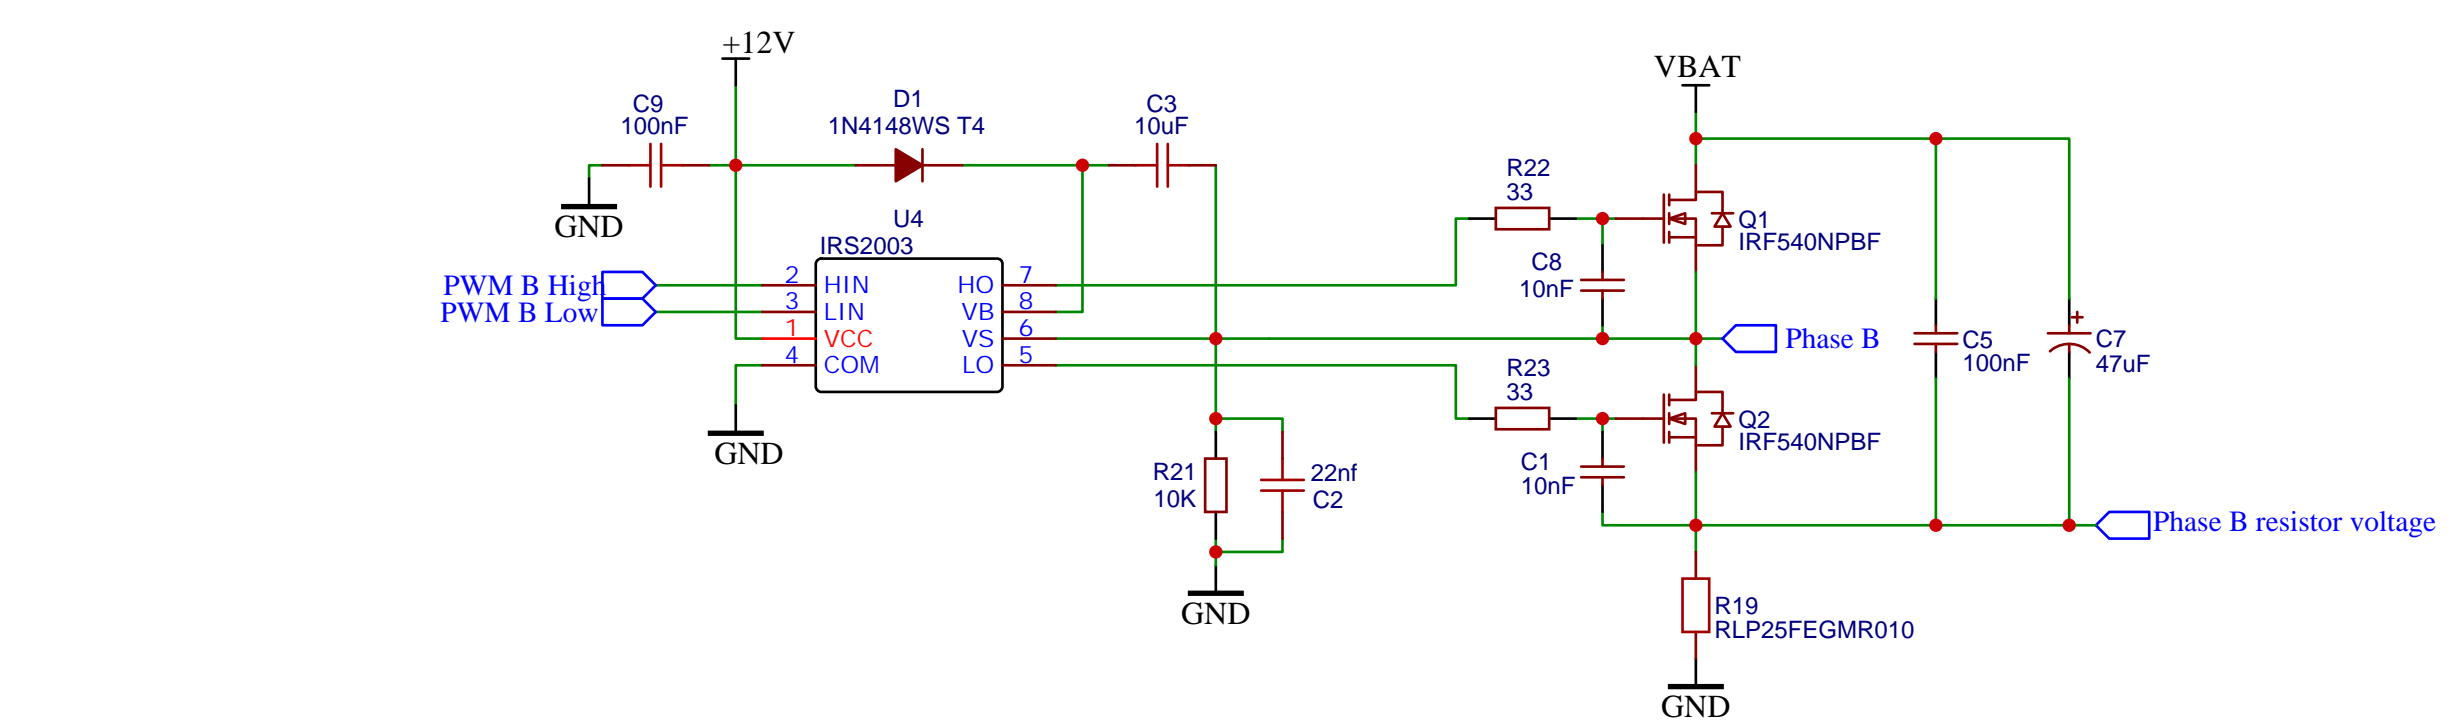 +12V
VBAT
C9
100nF
D1
1N4148WS T4
C3
10uF
GND
U4
IRS2003
R22
33
Q1
IRF540NPBF
C8
10nF
PWM B High
2
HIN
HO
7
PWM B Low
3
LIN
VB
8
1
VCC
VS
6
4
COM
LO
5
Phase B
C5
100nF
+
C7
47uF
R23
33
Q2
IRF540NPBF
C1
10nF
GND
R21
10K
22nf
C2
Phase B resistor voltage
GND
R19
RLP25FEGMR010
GND